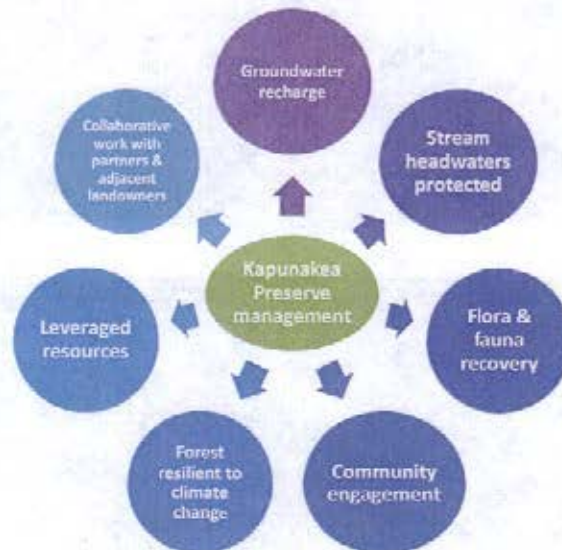 Groundwater
recharge
Stream
headwaters
protected
Flora &
fauna
recovery
Community
engagement
Forest
resilient to
climate
change
Leveraged
resources
Collaborative
work with
partners &
adjacent
landowners
Kapunakea
Preserve
management